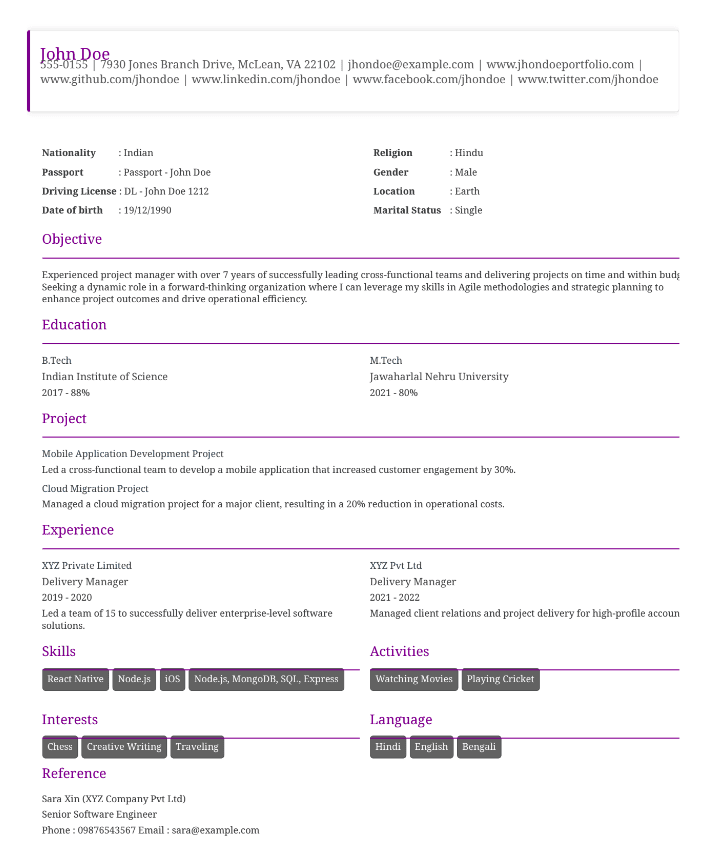 John Doe
555-0155 | 7930 Jones Branch Drive, McLean, VA 22102 | jhondoe@example.com | www.jhondoeportfolio.com |
www.github.com/jhondoe | www.linkedin.com/jhondoe | www.facebook.com/jhondoe | www.twitter.com/jhondoe
Nationality : Indian
Religion : Hindu
Passport : Passport - John Doe
Gender : Male
Driving License : DL - John Doe 1212
Location : Earth
Date of birth : 19/12/1990
Marital Status : Single
Objective
Experienced project manager with over 7 years of successfully leading cross-functional teams and delivering projects on time and within
Seeking a dynamic role in a forward-thinking organization where I can leverage my skills in Agile methodologies and strategic planning to
enhance project outcomes and drive operational efficiency.
Education
B.Tech
Indian Institute of Science
2017 - 88%
M.Tech
Jawaharlal Nehru University
2021 - 80%
Project
Mobile Application Development Project
Led a cross-functional team to develop a mobile application that increased customer engagement by 30%.
Cloud Migration Project
Managed a cloud migration project for a major client, resulting in a 20% reduction in operational costs.
Experience
XYZ Private Limited
Delivery Manager
2019 - 2020
Led a team of 15 to successfully deliver enterprise-level software
solutions.
XYZ Pvt Ltd
Delivery Manager
2021 - 2022
Managed client relations and project delivery for high-profile accoun
Skills
React Native Node.js iOS Node.js, MongoDB, SQL, Express
Activities
Watching Movies Playing Cricket
Interests
Chess Creative Writing Traveling
Language
Hindi English Bengali
Reference
Sara Xin (XYZ Company Pvt Ltd)
Senior Software Engineer
Phone : 09876543567 Email : sara@example.com